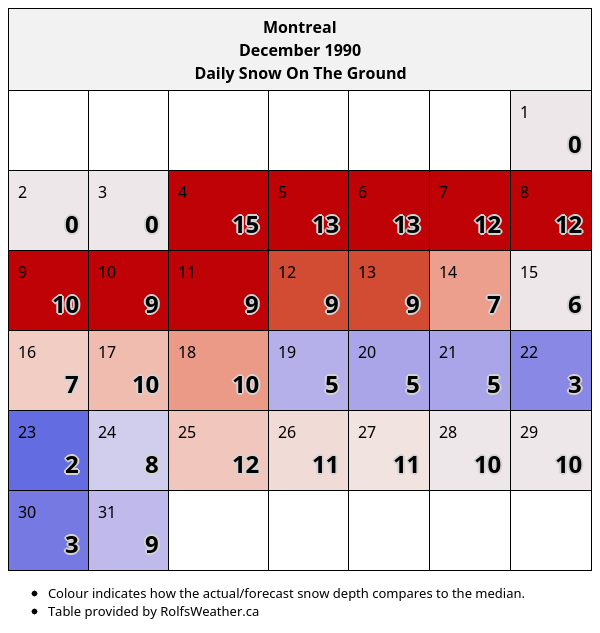 Montreal
December 1990
Daily Snow On The Ground
1
0
2 3 4 5 6 7 8
0 0 15 13 13 12 12
9 10 11 12 13 14 15
10 9 9 9 9 7 6
16 17 18 19 20 21 22
7 10 10 5 5 5 3
23 24 25 26 27 28 29
2 8 12 11 11 10 10
30 31
3 9
• Colour indicates how the actual/forecast snow depth compares to the median.
• Table provided by RolfsWeather.ca